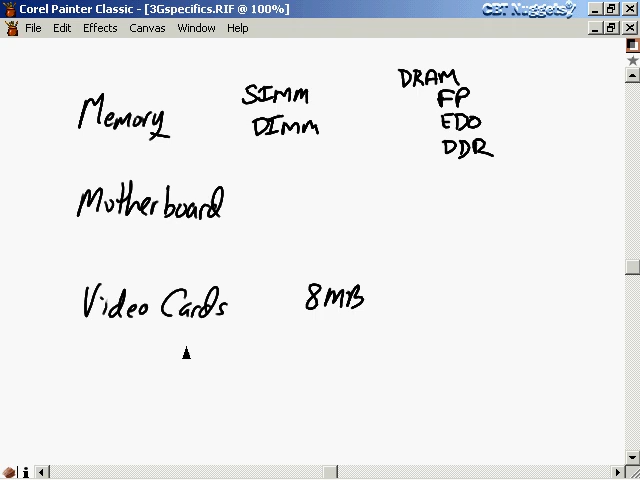 Corel Painter Classic - [3Gspecifics.RIF @ 100%]
CBT Nuggets
File Edit Effects Canvas Window Help
DRAM
SIMM
FP
Memory
DIMM
EDO
DDR
Motherboard
Video Cards 8MB